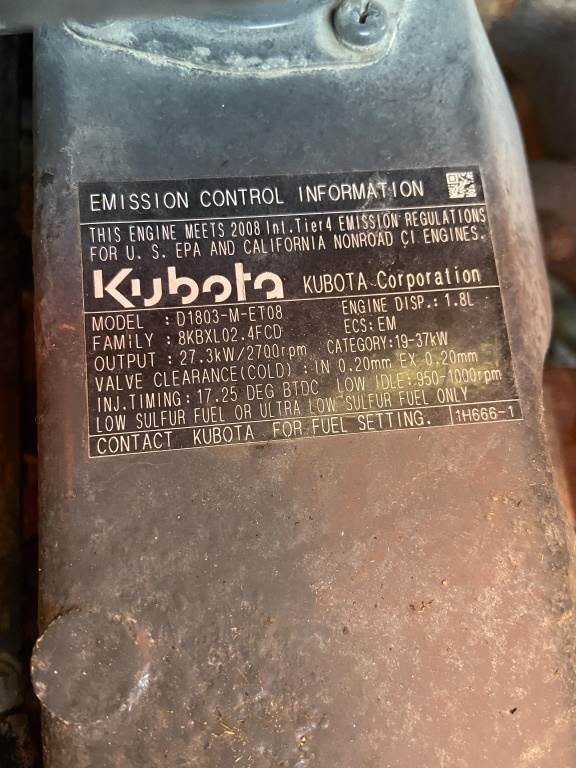 EMISSION CONTROL INFORMATION
THIS ENGINE MEETS 2008 Int.Tier4 EMISSION REGULATIONS
FOR U. S. EPA AND CALIFORNIA NONROAD CI ENGINES.
Kubota KUBOTA Corporation
MODEL : D1803-M-ET08 ENGINE DISP.: 1.8L
FAMILY : 8KBXL02.4FCD ECS: EM
OUTPUT : 27.3kW/2700rpm CATEGORY: 19-37kW
VALVE CLEARANCE(COLD) : IN 0.20mm EX 0.20mm
INJ.TIMING: 17.25 DEG BTDC LOW IDLE: 950-1000rpm
LOW SULFUR FUEL OR ULTRA LOW SULFUR FUEL ONLY
CONTACT KUBOTA FOR FUEL SETTING. 1H666-1